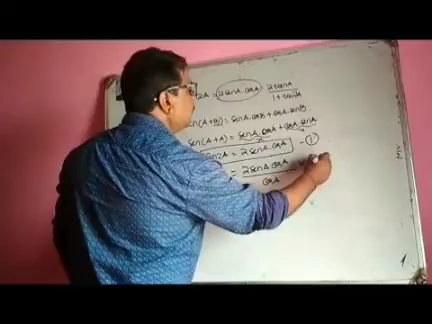 2A = 2sinA.cosA = 2tanA / 1+tan²A
sin(A+B) = sinA.cosB+cosA.sinB
sin(A+A) = sinA.cosA+cosA.sinA
sin2A = 2sinA.cosA - ①
= 2sinA.cosA
cosA